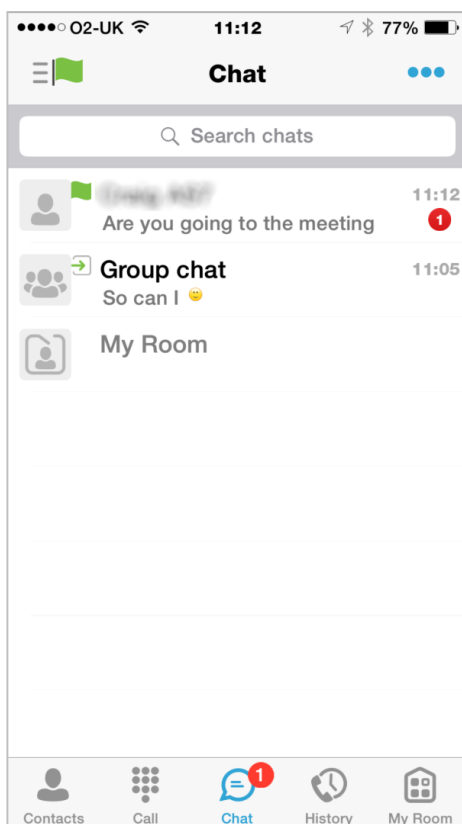 O2-UK 11:12 77%
Chat
Search chats
11:12
Are you going to the meeting 1
Group chat 11:05
So can I
My Room
1
Contacts Call Chat History My Room